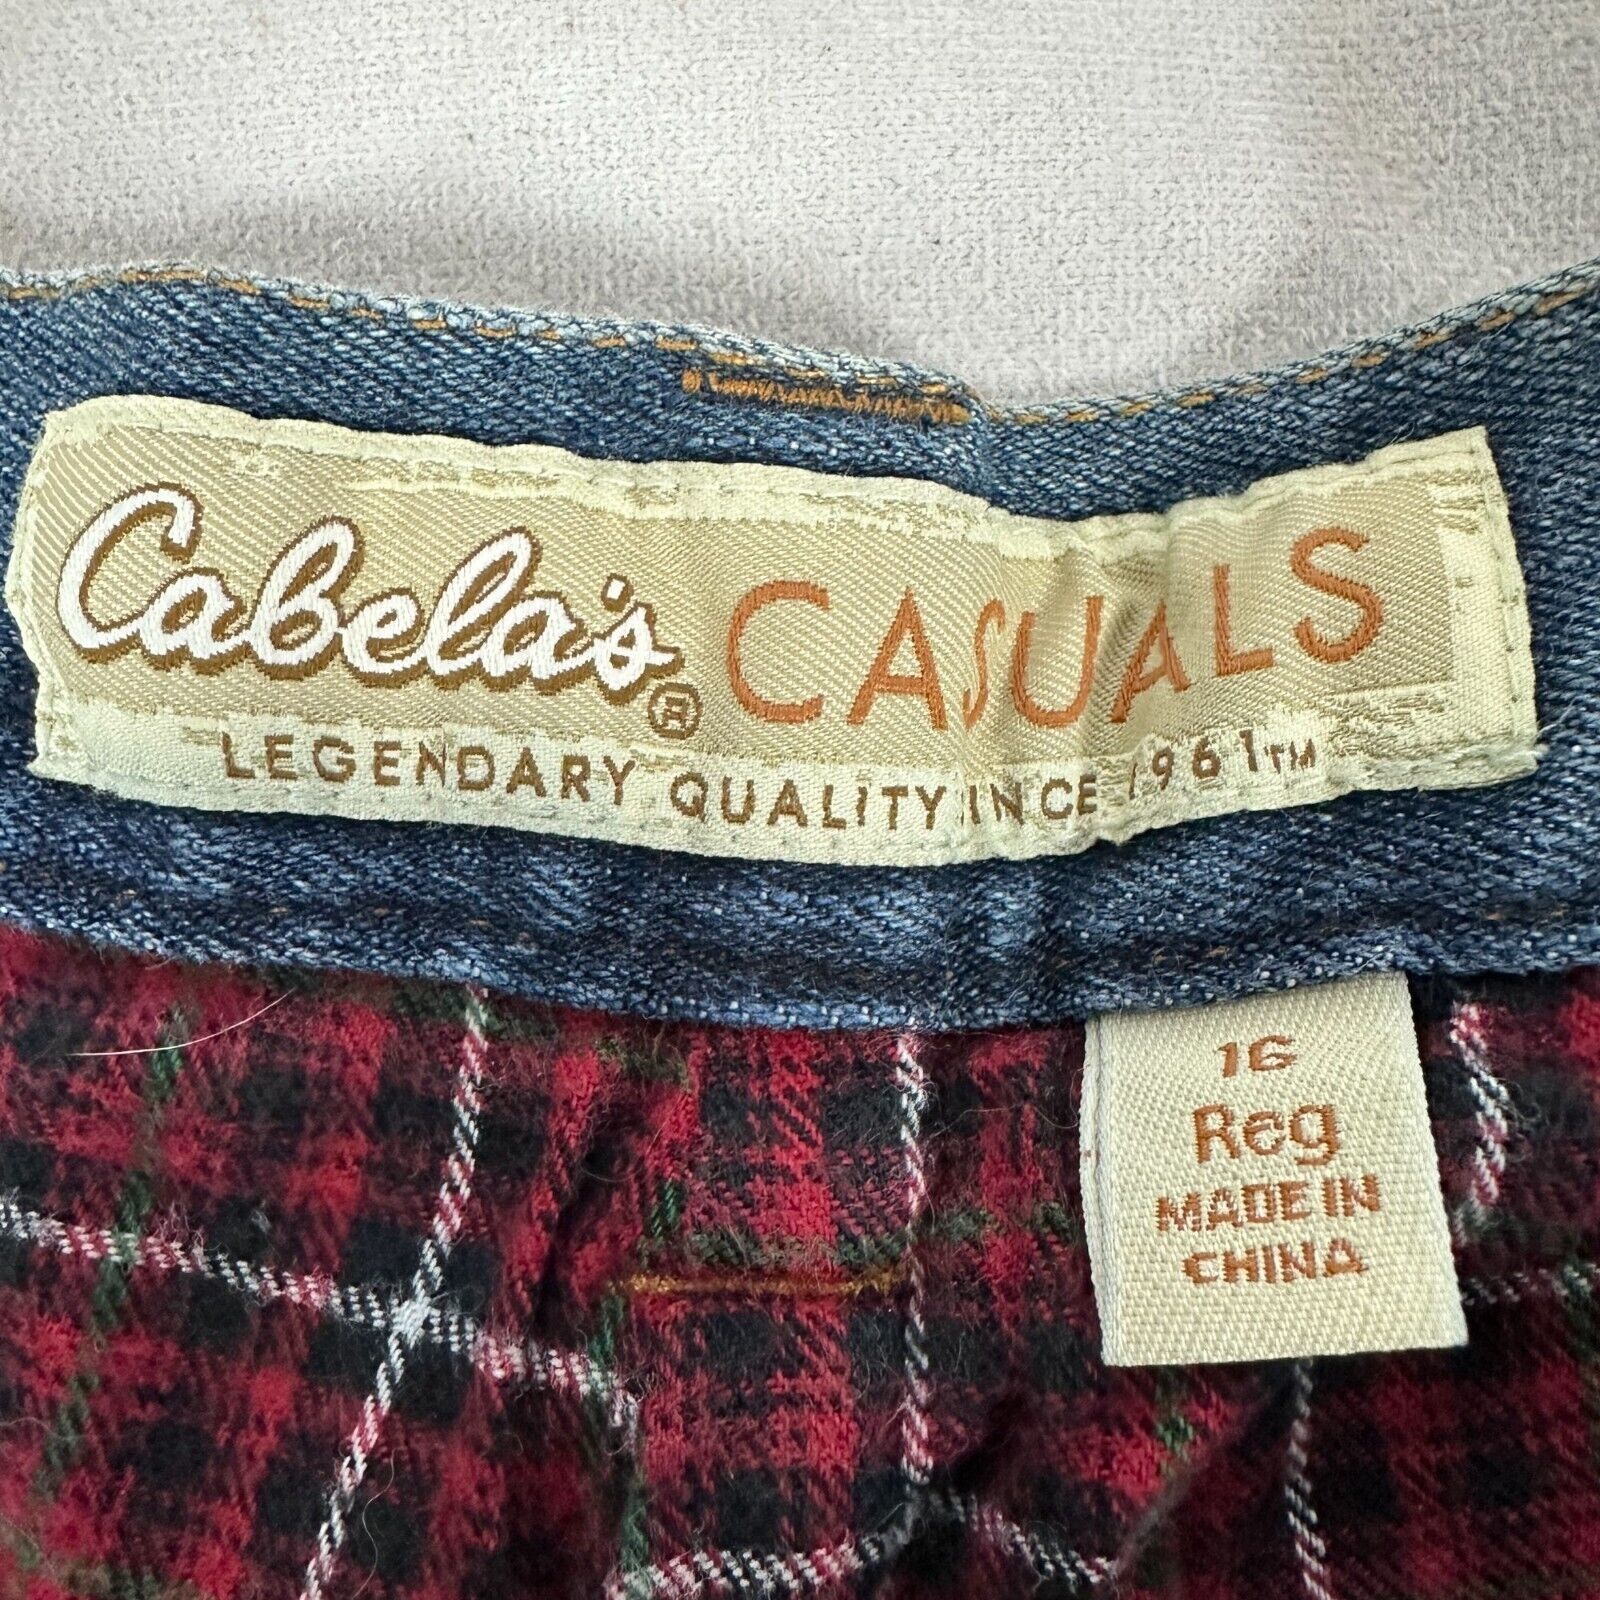 Cabela's® CASUALS
LEGENDARY QUALITY SINCE 1961™
16
Reg
MADE IN
CHINA